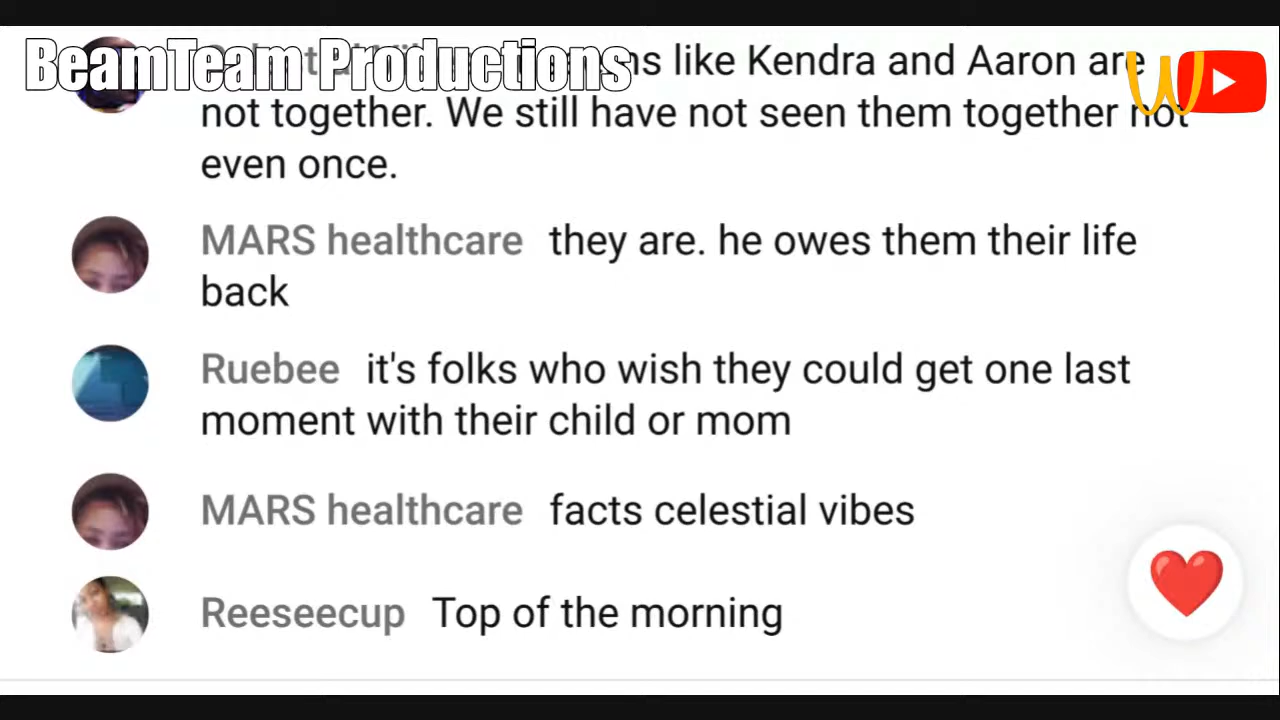 BeamTeam Productions
like Kendra and Aaron are
not together. We still have not seen them together not
even once.
MARS healthcare they are. he owes them their life
back
Ruebee it's folks who wish they could get one last
moment with their child or mom
MARS healthcare facts celestial vibes
Reeseecup Top of the morning